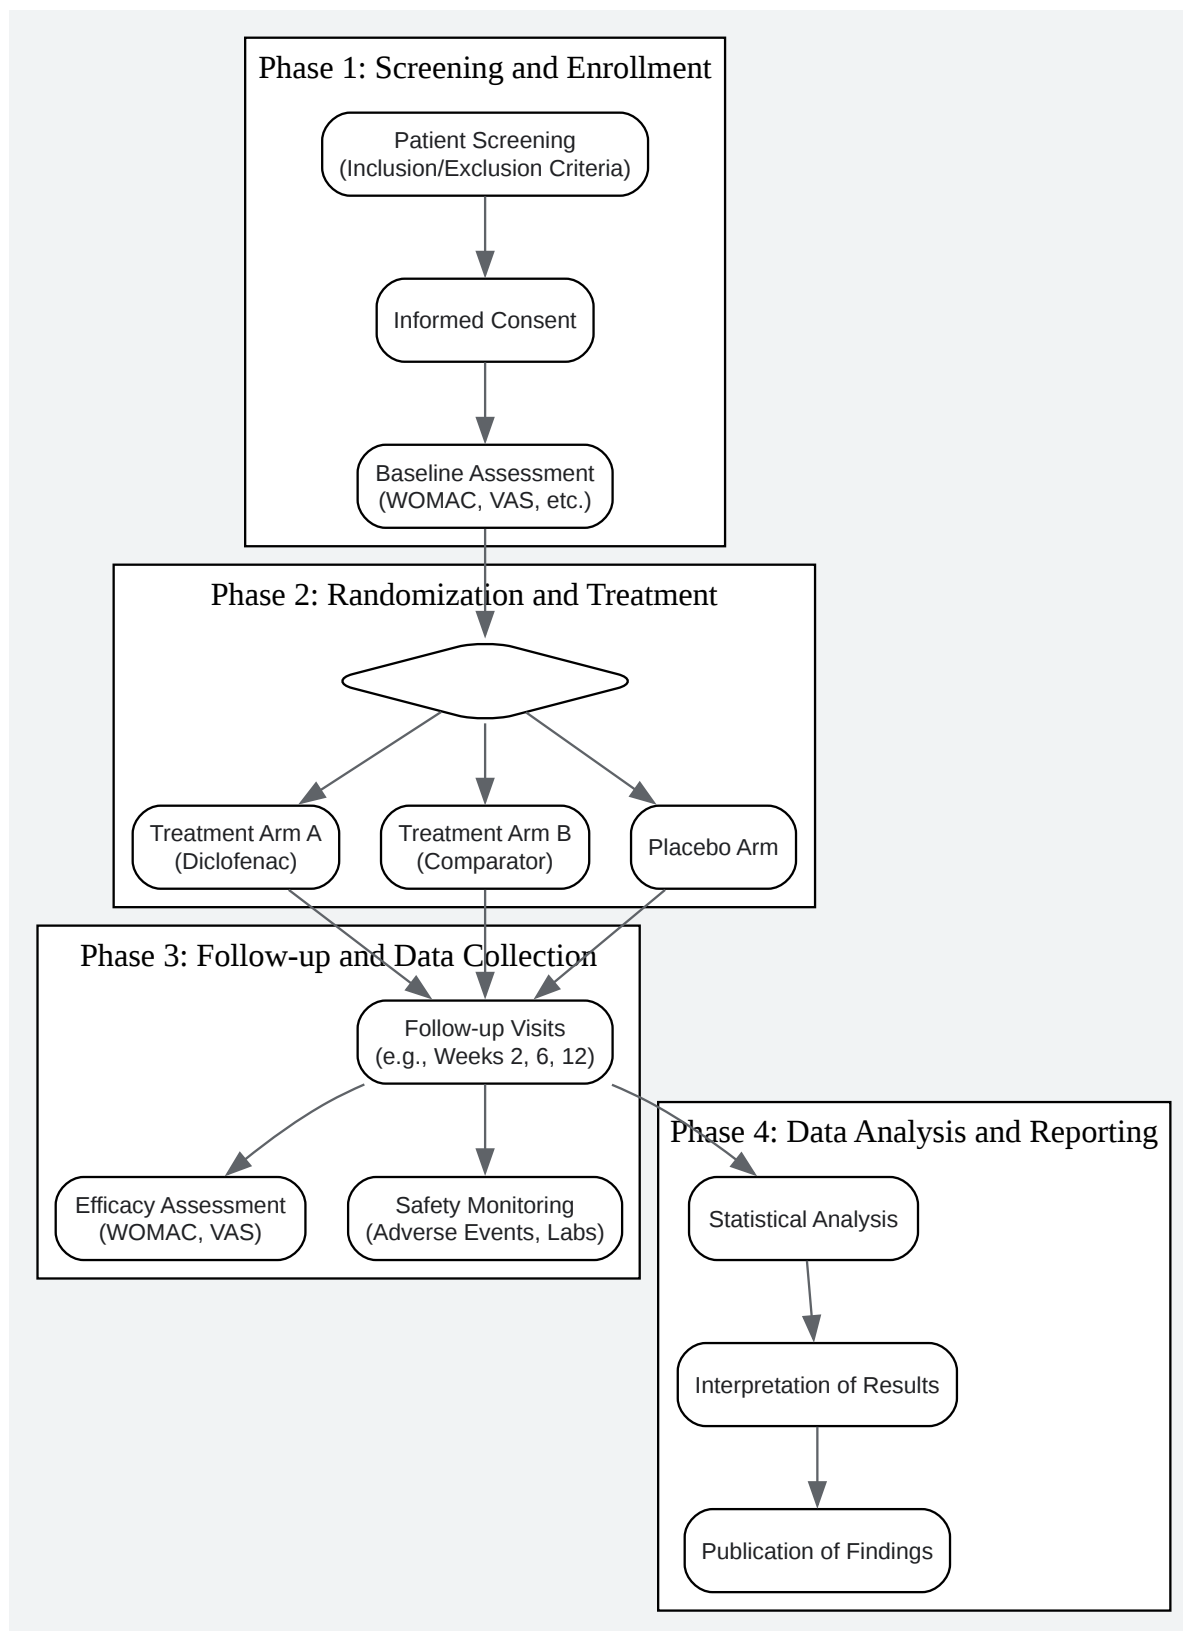 Phase 1: Screening and Enrollment
Patient Screening
(Inclusion/Exclusion Criteria)
Informed Consent
Baseline Assessment
(WOMAC, VAS, etc.)
Phase 2: Randomization and Treatment
Treatment Arm A
(Diclofenac)
Treatment Arm B
(Comparator)
Placebo Arm
Phase 3: Follow-up and Data Collection
Follow-up Visits
(e.g., Weeks 2, 6, 12)
Efficacy Assessment
(WOMAC, VAS)
Safety Monitoring
(Adverse Events, Labs)
Phase 4: Data Analysis and Reporting
Statistical Analysis
Interpretation of Results
Publication of Findings